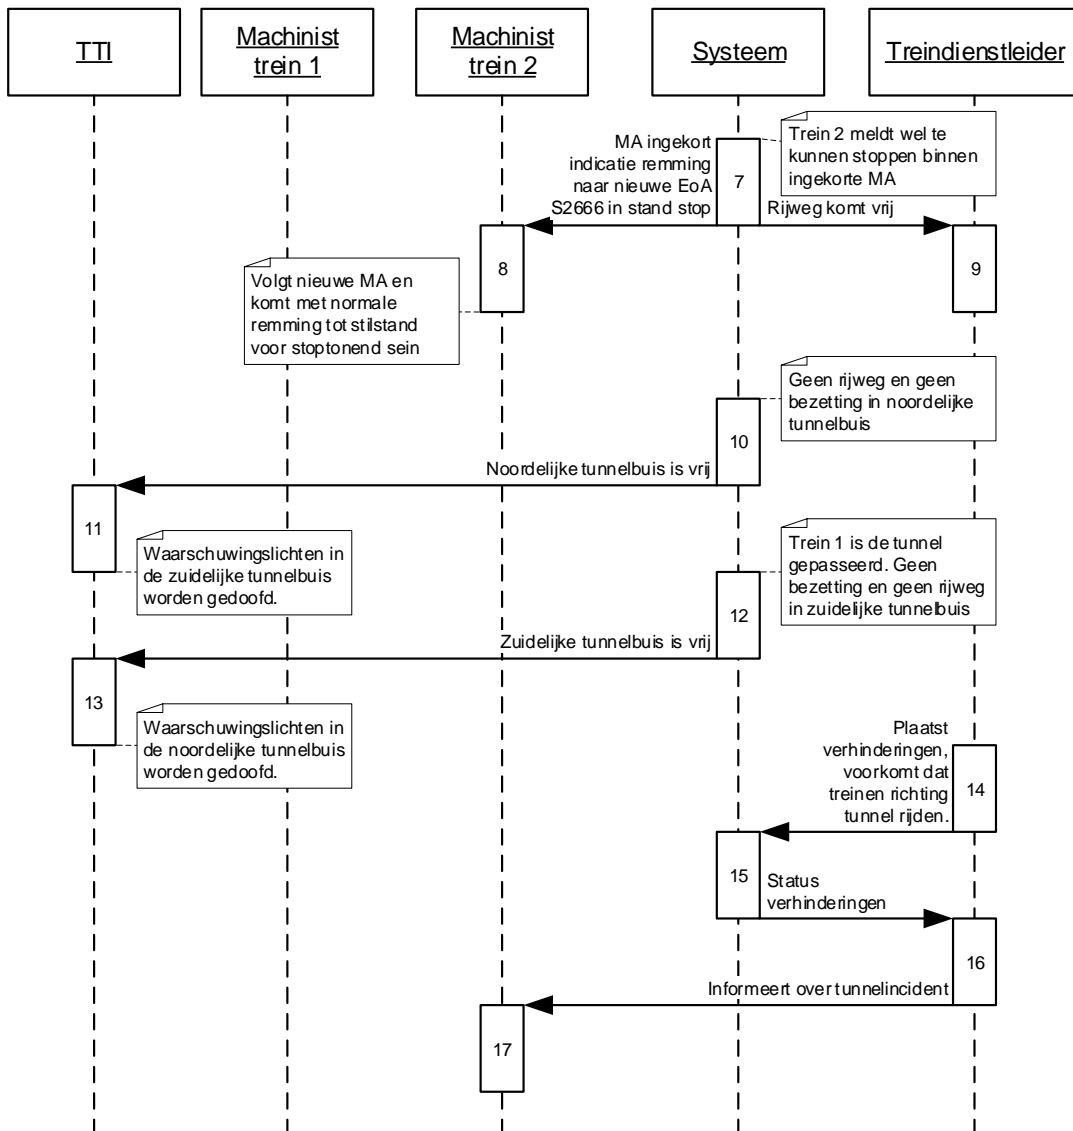 TTI
Machinist
trein 1
Machinist
trein 2
Systeem
Treindienstleider
MA ingekort
indicatie remming
naar nieuwe EoA
S2666 in stand stop
7
Trein 2 meldt wel te
kunnen stoppen binnen
ingekorte MA
Rijweg komt vrij
8
9
Volgt nieuwe MA en
komt met normale
remming tot stilstand
voor stoptonend sein
Geen rijweg en geen
bezetting in noordelijke
tunnelbuis
10
Noordelijke tunnelbuis is vrij
11
Waarschuwingslichten in
de zuidelijke tunnelbuis
worden gedoofd.
Trein 1 is de tunnel
gepasseerd. Geen
bezetting en geen rijweg
in zuidelijke tunnelbuis
12
Zuidelijke tunnelbuis is vrij
13
Waarschuwingslichten in
de noordelijke tunnelbuis
worden gedoofd.
Plaatst
verhinderingen,
voorkomt dat
treinen richting
tunnel rijden.
14
15
Status
verhinderingen
16
Informeert over tunnelincident
17